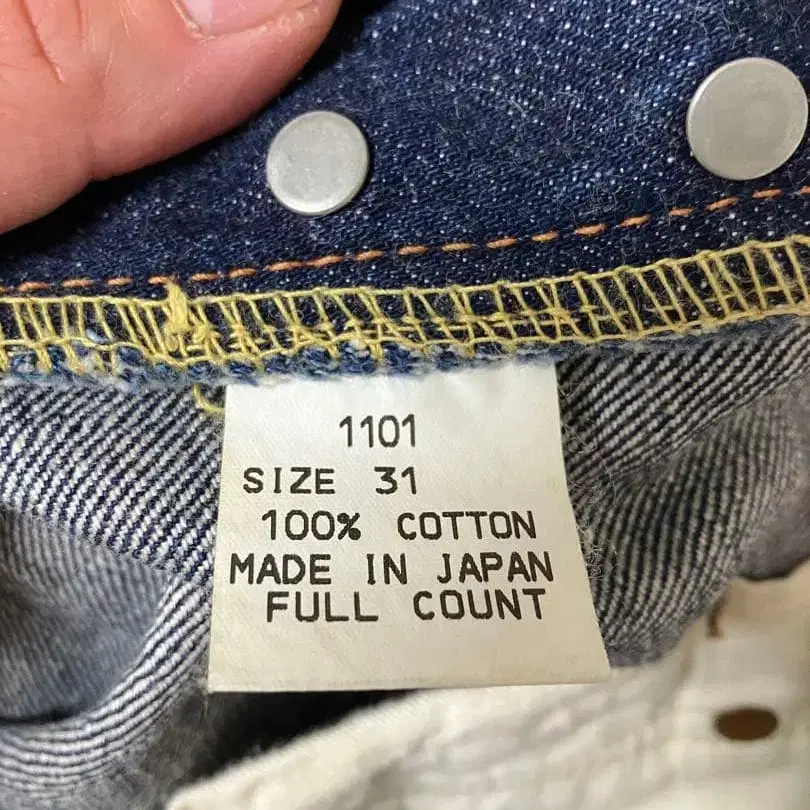 1101
SIZE 31
100% COTTON
MADE IN JAPAN
FULL COUNT